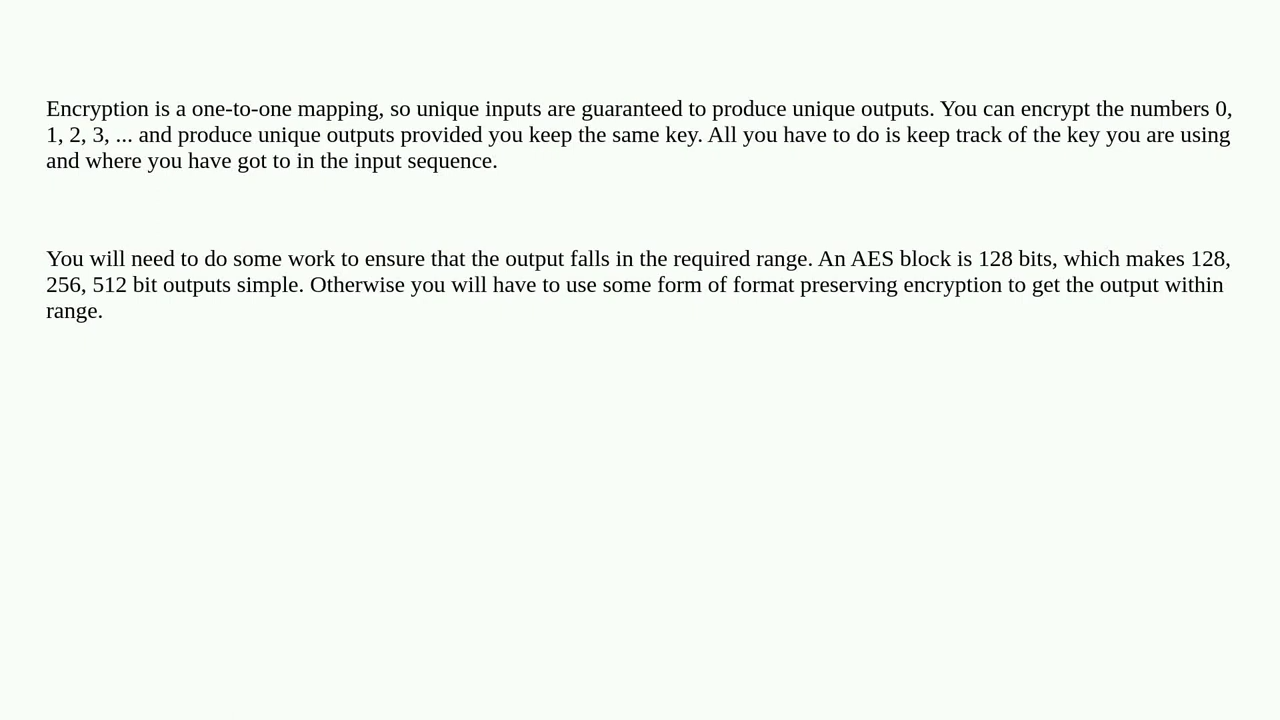 Encryption is a one-to-one mapping, so unique inputs are guaranteed to produce unique outputs. You can encrypt the numbers 0,
1, 2, 3, ... and produce unique outputs provided you keep the same key. All you have to do is keep track of the key you are using
and where you have got to in the input sequence.
You will need to do some work to ensure that the output falls in the required range. An AES block is 128 bits, which makes 128,
256, 512 bit outputs simple. Otherwise you will have to use some form of format preserving encryption to get the output within
range.